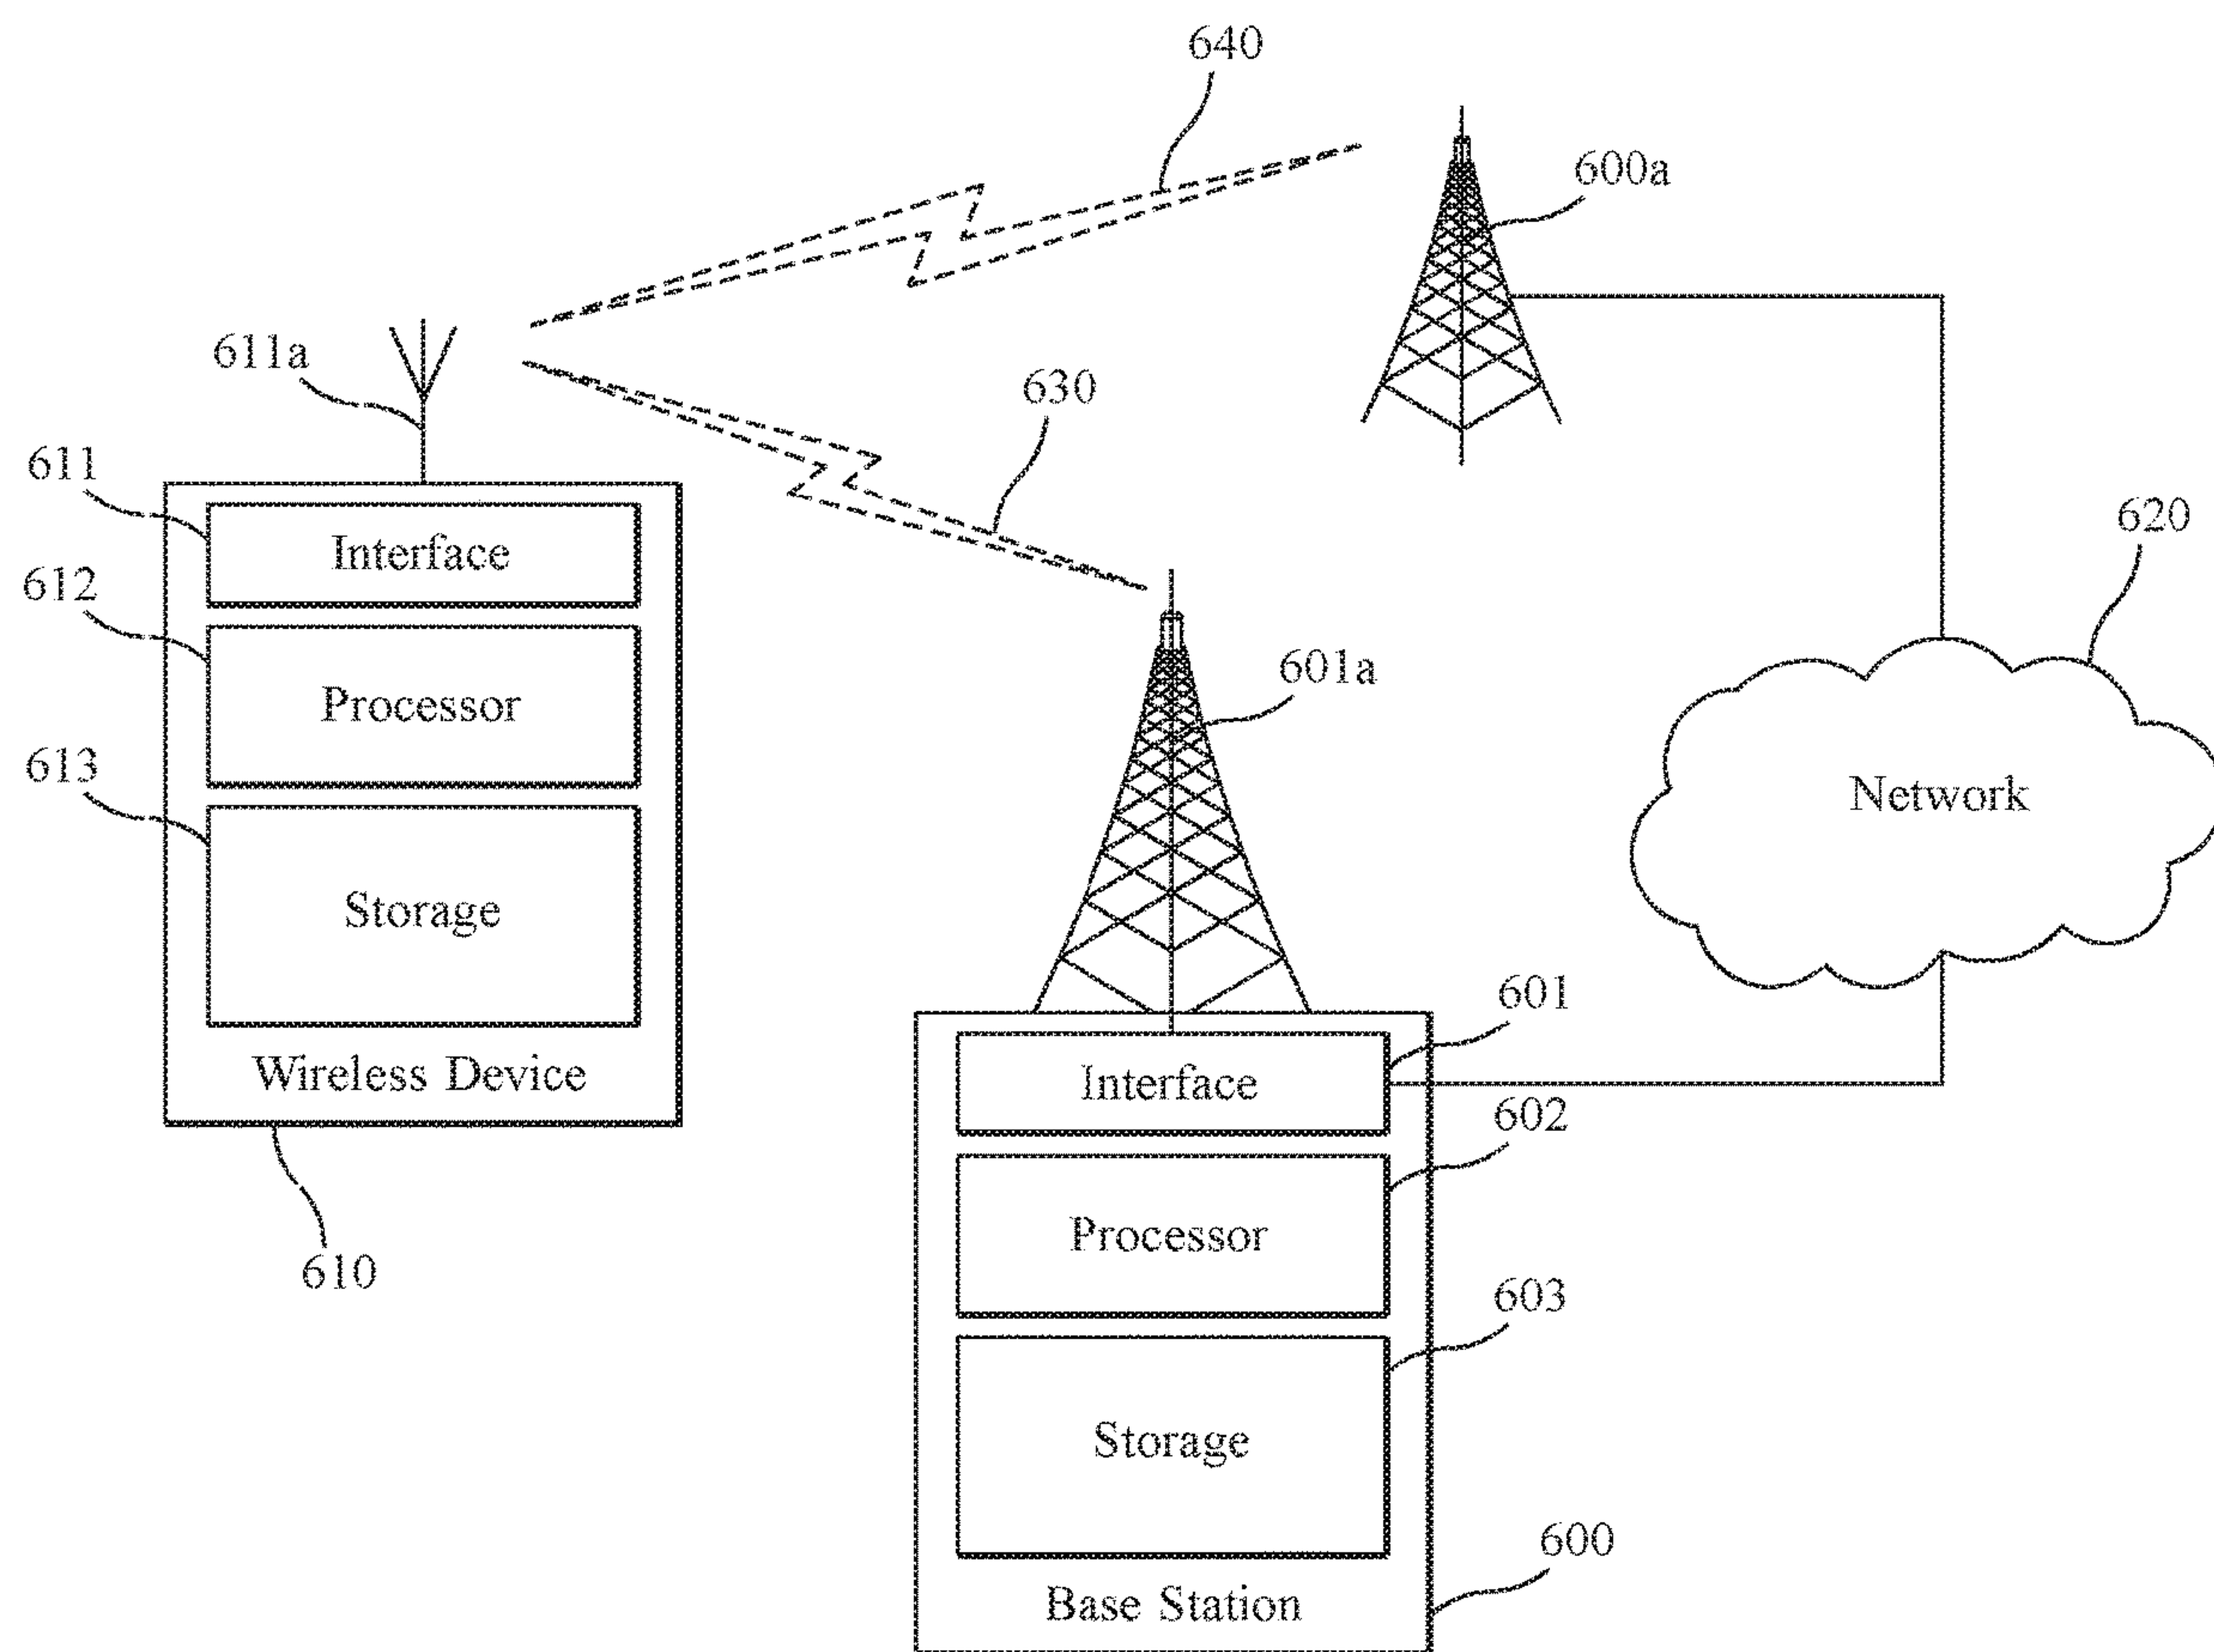 640
600a
611a
630
611
Interface
620
612
601a
Processor
613
Network
Storage
601
Wireless Device
Interface
602
Processor
610
603
Storage
600
Base Station